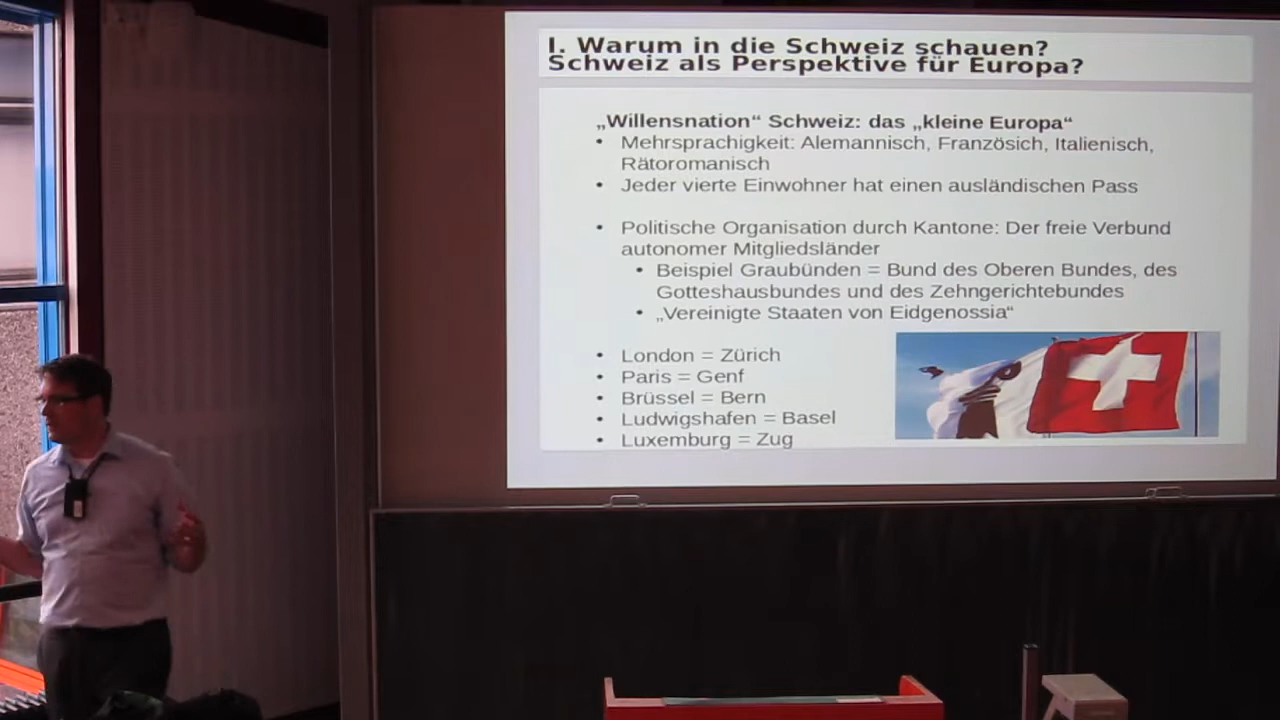 I. Warum in die Schweiz schauen?
Schweiz als Perspektive für Europa?
„Willensnation“ Schweiz: das „kleine Europa“
• Mehrsprachigkeit: Alemannisch, Französich, Italienisch,
Rätoromanisch
• Jeder vierte Einwohner hat einen ausländischen Pass
• Politische Organisation durch Kantone: Der freie Verbund
autonomer Mitgliedsländer
• Beispiel Graubünden = Bund des Oberen Bundes, des
Gotteshausbundes und des Zehngerichtebundes
• „Vereinigte Staaten von Eidgenossia“
• London = Zürich
• Paris = Genf
• Brüssel = Bern
• Ludwigshafen = Basel
• Luxemburg = Zug